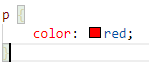 p {
color: red;
}